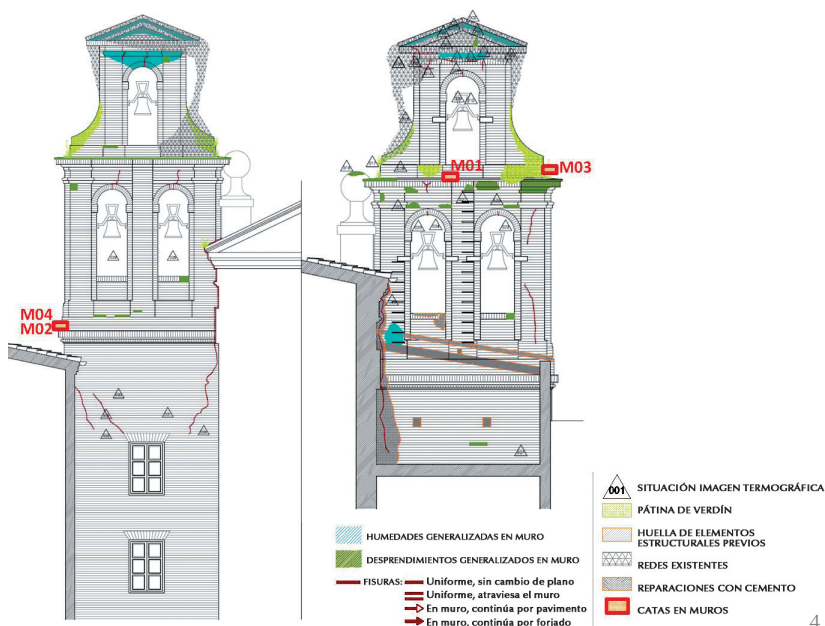 M01
M03
M04
M02
HUMEDADES GENERALIZADAS EN MURO
DESPRENDIMIENTOS GENERALIZADOS EN MURO
FISURAS: Uniforme, sin cambio de plano
Uniforme, atraviesa el muro
En muro, continúa por pavimento
En muro, continúa por forjado
001 SITUACIÓN IMAGEN TERMOGRÁFICA
PÁTINA DE VERDÍN
HUELLA DE ELEMENTOS
ESTRUCTURALES PREVIOS
REDES EXISTENTES
REPARACIONES CON CEMENTO
CATAS EN MUROS
4